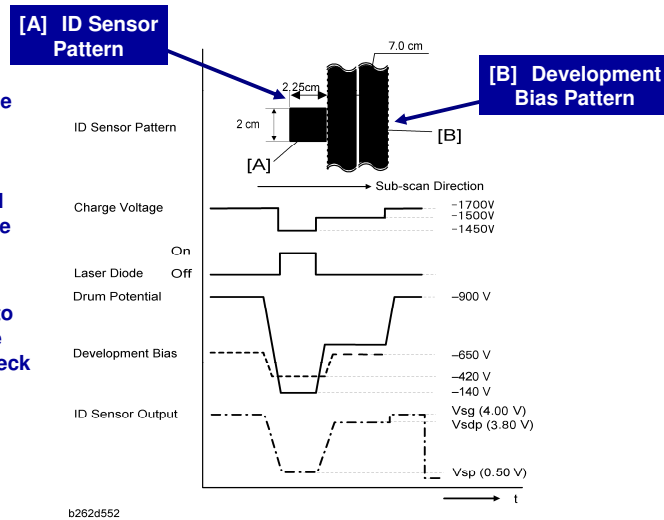 [A] ID Sensor
Pattern
7.0 cm
[B] Development
Bias Pattern
2.25cm
e
2 cm
ID Sensor Pattern
[B]
[A]
Sub-scan Direction
Charge Voltage
–1700V
–1500V
–1450V
On
Laser Diode Off
Drum Potential
–900 V
to
e
eck
Development Bias
–650 V
–420 V
–140 V
ID Sensor Output
Vsg (4.00 V)
Vsdp (3.80 V)
Vsp (0.50 V)
t
b262d552